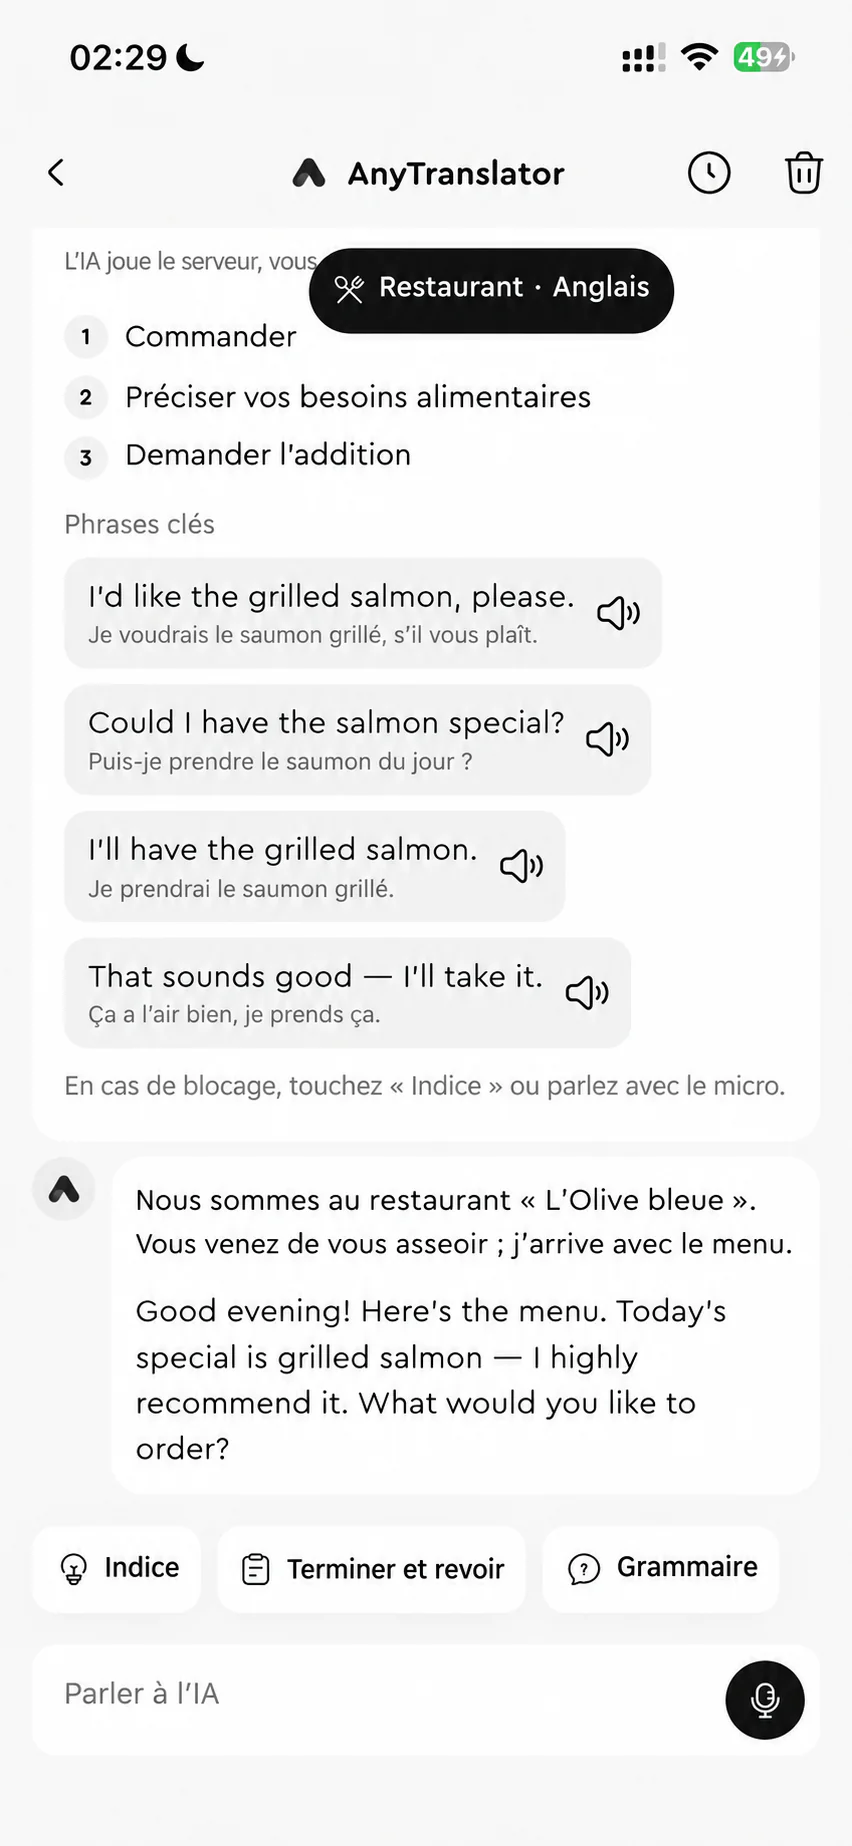 02:29
49
AnyTranslator
L'IA joue le serveur, vous
Restaurant · Anglais
1 Commander
2 Préciser vos besoins alimentaires
3 Demander l'addition
Phrases clés
I'd like the grilled salmon, please.
Je voudrais le saumon grillé, s'il vous plaît.
Could I have the salmon special?
Puis-je prendre le saumon du jour ?
I'll have the grilled salmon.
Je prendrai le saumon grillé.
That sounds good — I'll take it.
Ça a l'air bien, je prends ça.
En cas de blocage, touchez « Indice » ou parlez avec le micro.
Nous sommes au restaurant « L'Olive bleue ».
Vous venez de vous asseoir ; j'arrive avec le menu.
Good evening! Here's the menu. Today's
special is grilled salmon — I highly
recommend it. What would you like to
order?
Indice
Terminer et revoir
Grammaire
Parler à l'IA